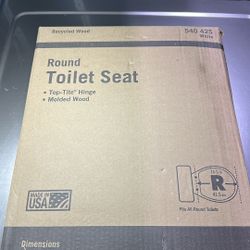 Recycled Wood
540 425
White
Round
Toilet Seat
• Top-Tite® Hinge
• Molded Wood
MADE IN
USA
R
Fits All Round Toilets
Dimensions